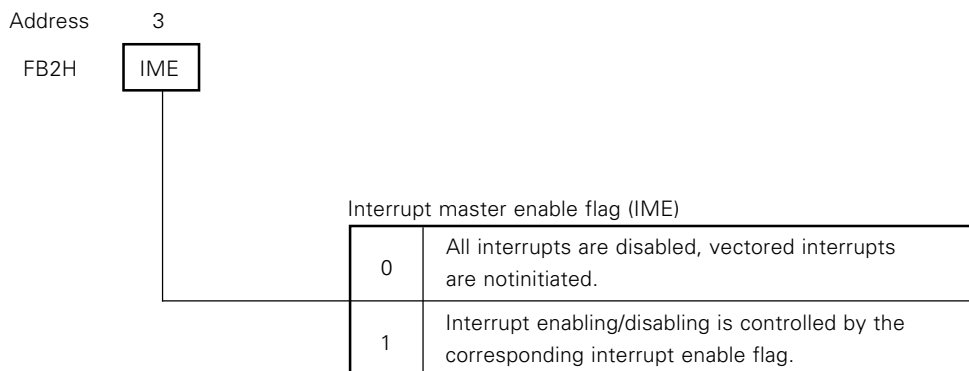 Address 3
FB2H IME
Interrupt master enable flag (IME)
0 All interrupts are disabled, vectored interrupts
are notinitiated.
1 Interrupt enabling/disabling is controlled by the
corresponding interrupt enable flag.